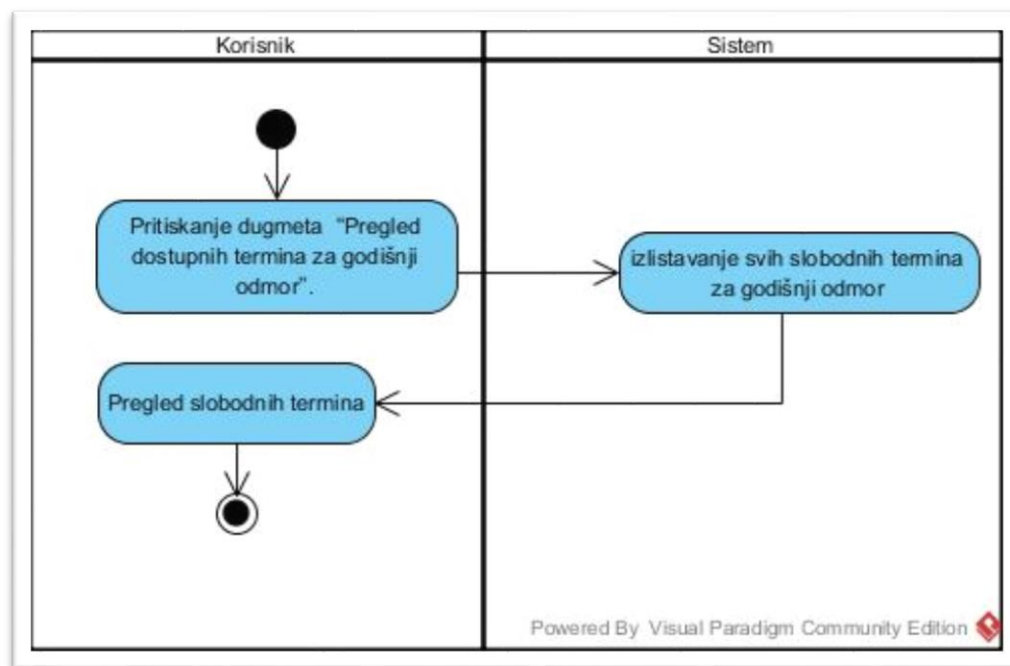 Korisnik
Sistem
Pritiskanje dugmeta "Pregled
dostupnih termina za godišnji
odmor".
izlistavanje svih slobodnih termina
za godišnji odmor
Pregled slobodnih termina
Powered By Visual Paradigm Community Edition